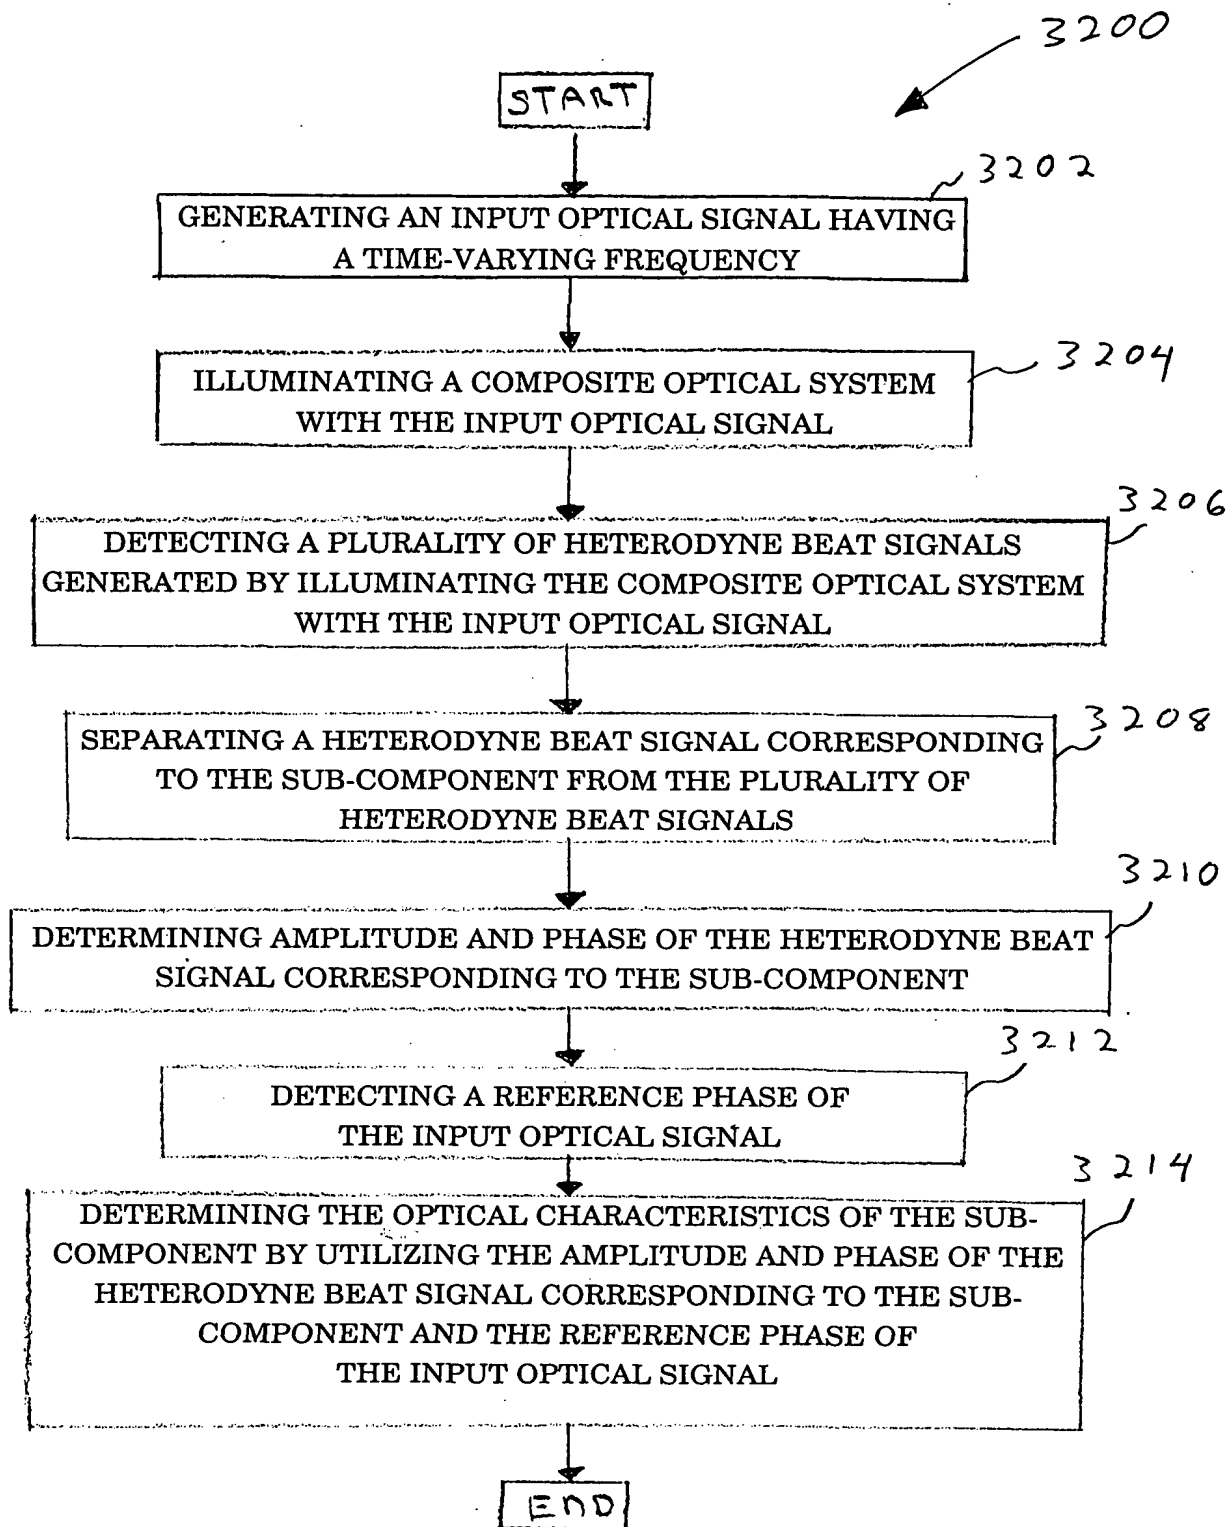 3200
START
3202
GENERATING AN INPUT OPTICAL SIGNAL HAVING
A TIME-VARYING FREQUENCY
3204
ILLUMINATING A COMPOSITE OPTICAL SYSTEM
WITH THE INPUT OPTICAL SIGNAL
3206
DETECTING A PLURALITY OF HETERODYNE BEAT SIGNALS
GENERATED BY ILLUMINATING THE COMPOSITE OPTICAL SYSTEM
WITH THE INPUT OPTICAL SIGNAL
3208
SEPARATING A HETERODYNE BEAT SIGNAL CORRESPONDING
TO THE SUB-COMPONENT FROM THE PLURALITY OF
HETERODYNE BEAT SIGNALS
3210
DETERMINING AMPLITUDE AND PHASE OF THE HETERODYNE BEAT
SIGNAL CORRESPONDING TO THE SUB-COMPONENT
3212
DETECTING A REFERENCE PHASE OF
THE INPUT OPTICAL SIGNAL
3214
DETERMINING THE OPTICAL CHARACTERISTICS OF THE SUB-
COMPONENT BY UTILIZING THE AMPLITUDE AND PHASE OF THE
HETERODYNE BEAT SIGNAL CORRESPONDING TO THE SUB-
COMPONENT AND THE REFERENCE PHASE OF
THE INPUT OPTICAL SIGNAL
END